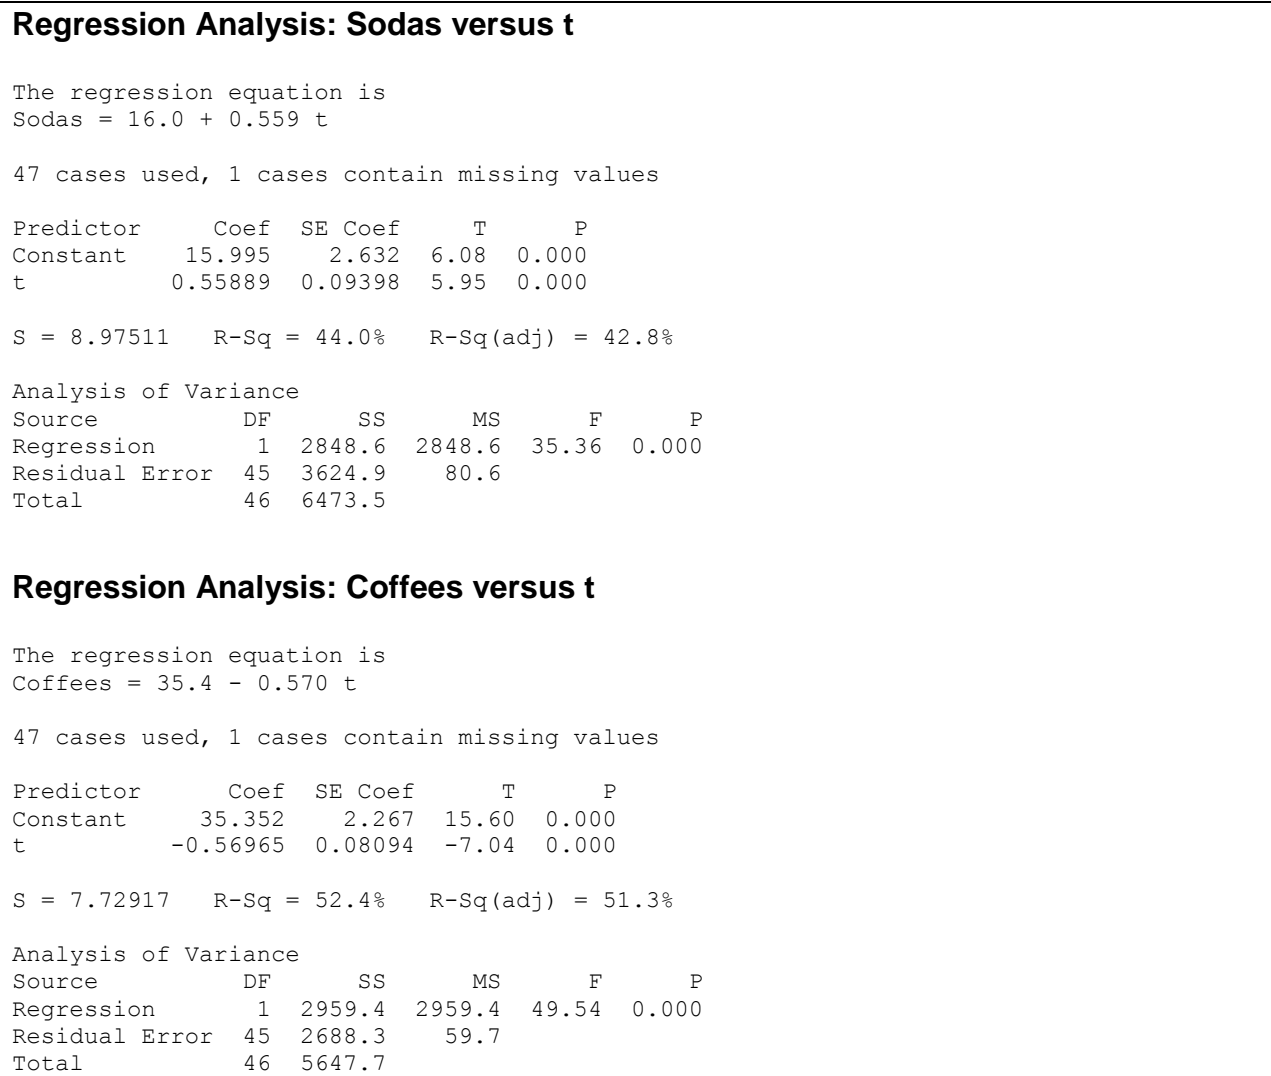 Regression Analysis: Sodas versus t
The regression equation is
Sodas = 16.0 + 0.559 t
47 cases used, 1 cases contain missing values
Predictor Coef SE Coef T P
Constant 15.995 2.632 6.08 0.000
t 0.55889 0.09398 5.95 0.000
S = 8.97511 R-Sq = 44.0% R-Sq(adj) = 42.8%
Analysis of Variance
Source DF SS MS F P
Regression 1 2848.6 2848.6 35.36 0.000
Residual Error 45 3624.9 80.6
Total 46 6473.5
Regression Analysis: Coffees versus t
The regression equation is
Coffees = 35.4 - 0.570 t
47 cases used, 1 cases contain missing values
Predictor Coef SE Coef T P
Constant 35.352 2.267 15.60 0.000
t -0.56965 0.08094 -7.04 0.000
S = 7.72917 R-Sq = 52.4% R-Sq(adj) = 51.3%
Analysis of Variance
Source DF SS MS F P
Regression 1 2959.4 2959.4 49.54 0.000
Residual Error 45 2688.3 59.7
Total 46 5647.7